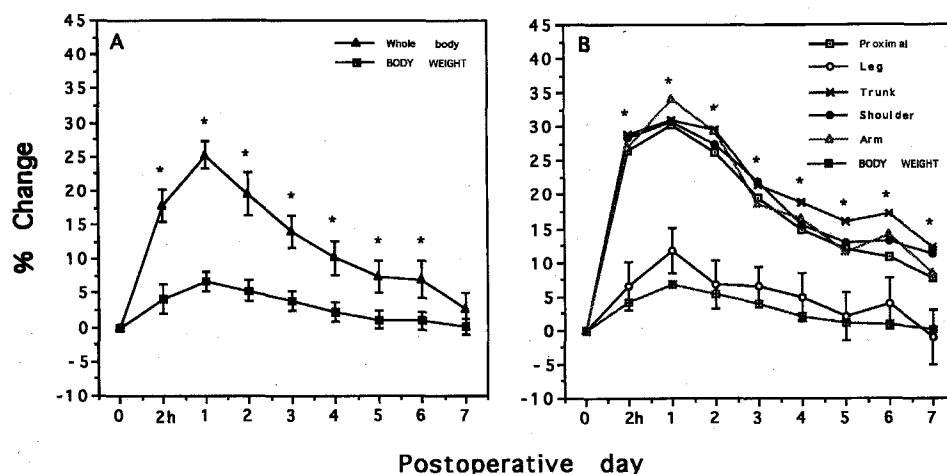 A
Whole body
BODY WEIGHT
45
40
35
30
25
20
15
10
5
0
-5
-10
% Change
* * * * * * * *
0 2h 1 2 3 4 5 6 7
B
Proximal
Leg
Trunk
Shoulder
Arm
BODY WEIGHT
45
40
35
30
25
20
15
10
5
0
-5
-10
* * * * * * * *
0 2h 1 2 3 4 5 6 7
Postoperative day